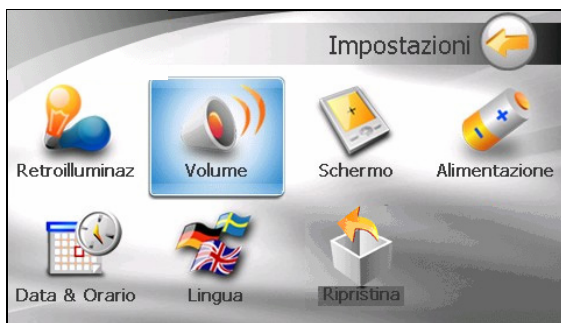 Impostazioni
Retroilluminaz
Volume
Schermo
Alimentazione
Data & Orario
Lingua
Ripristina